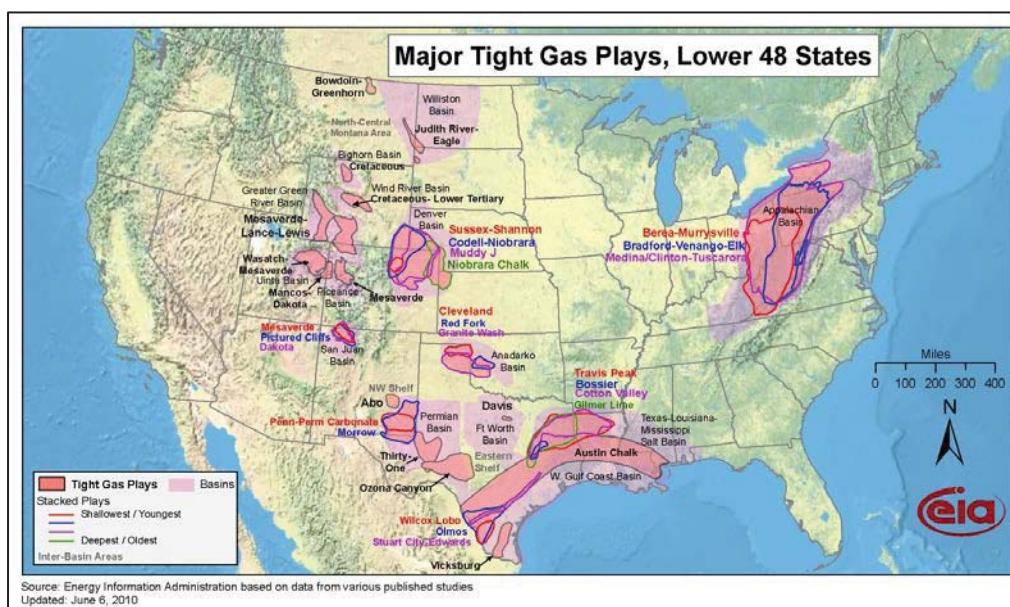 Major Tight Gas Plays, Lower 48 States
Bowdoin-
Greenhorn
Williston
Basin
North-Central
Montana Area
Judith River-
Eagle
Bighorn Basin
Cretaceous
Greater Green
River Basin
Wind River Basin
Cretaceous- Lower Tertiary
Mesaverde-
Lance-Lewis
Denver
Basin
Sussex-Shannon
Codell-Niobrara
Muddy J
Niobrara Chalk
Wasatch-
Mesaverde
Uinta Basin
Mancos-
Dakota
Piceance
Basin
Mesaverde
Appalachian
Basin
Berea-Murrysville
Bradford-Venango-Elk
Medina/Clinton-Tuscarora
Mesaverde
Pictured Cliffs
Dakota
San Juan
Basin
Cleveland
Red Fork
Granite Wash
Anadarko
Basin
Miles
0 100 200 300 400
N
NW Shelf
Abo
Penn-Perm Carbonate
Morrow
Permian
Basin
Davis
Ft Worth
Basin
Travis Peak
Bossier
Cotton Valley
Gilmer Lime
Texas-Louisiana-
Mississippi
Salt Basin
Thirty-
One
Eastern
Shelf
Ozona Canyon
Austin Chalk
W. Gulf Coast Basin
Wilcox Lobo
Olmos
Stuart City-Edwards
Vicksburg
Tight Gas Plays
Basins
Stacked Plays
Shallowest / Youngest
Deepest / Oldest
Inter-Basin Areas
eia
Source: Energy Information Administration based on data from various published studies
Updated: June 6, 2010